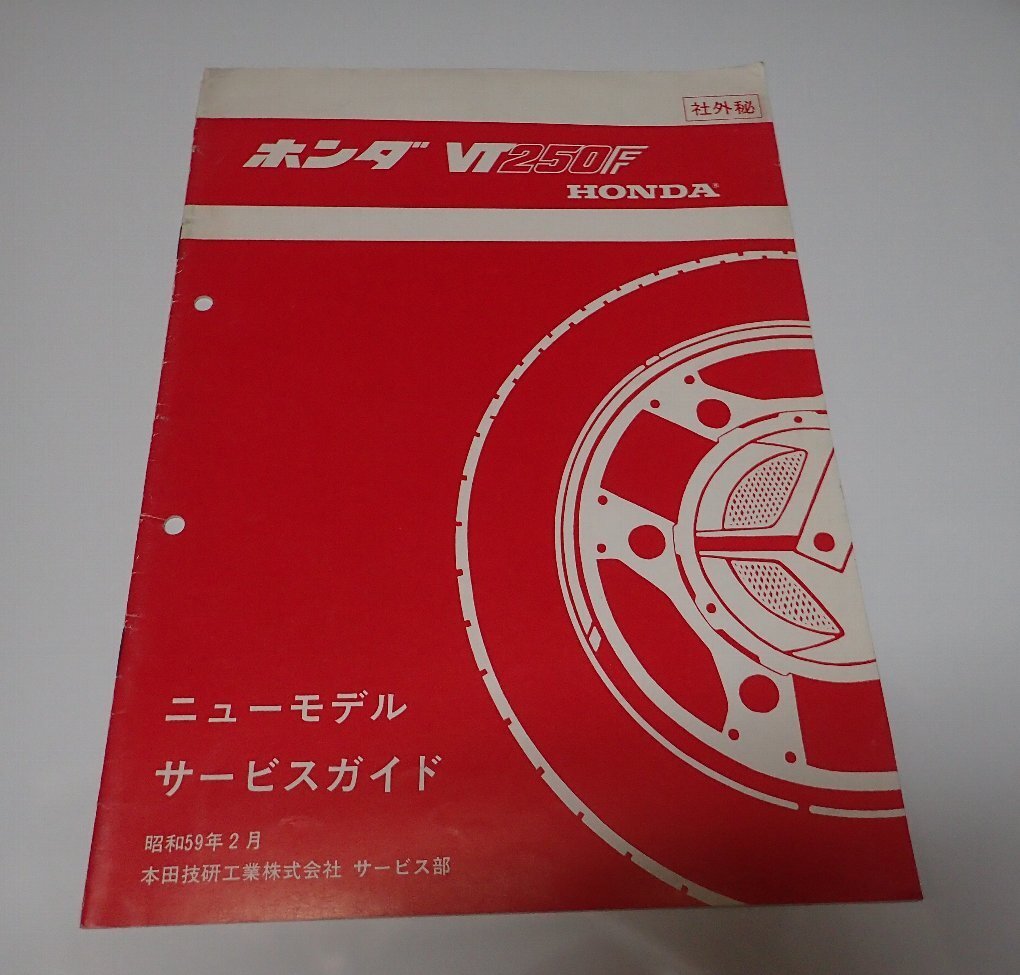 社外秘
ホンダ VT250F
HONDA®
ニューモデル
サービスガイド
昭和59年2月
本田技研工業株式会社 サービス部